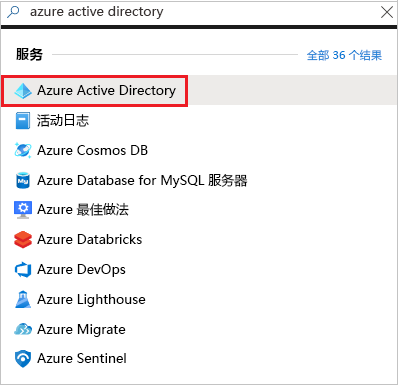 azure active directory
服务
全部 36 个结果
Azure Active Directory
活动日志
Azure Cosmos DB
Azure Database for MySQL 服务器
Azure 最佳做法
Azure Databricks
Azure DevOps
Azure Lighthouse
Azure Migrate
Azure Sentinel